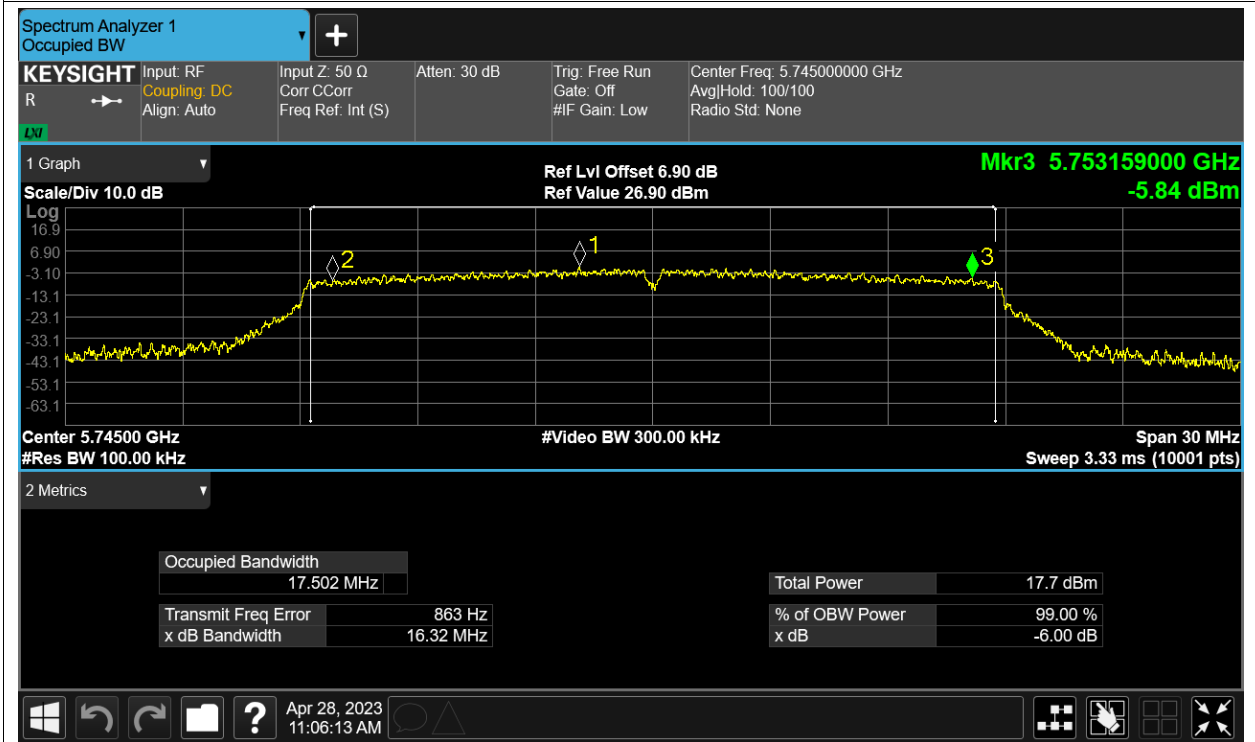 Spectrum Analyzer 1
Occupied BW
KEYSIGHT
R
LXI
Input: RF
Coupling: DC
Align: Auto
Input Z: 50 Ω
Corr CCorr
Freq Ref: Int (S)
Atten: 30 dB
Trig: Free Run
Gate: Off
#IF Gain: Low
Center Freq: 5.745000000 GHz
Avg|Hold: 100/100
Radio Std: None
1 Graph
Scale/Div 10.0 dB
Ref Lvl Offset 6.90 dB
Ref Value 26.90 dBm
Mkr3 5.753159000 GHz
-5.84 dBm
Log
16.9
6.90
-3.10
-13.1
-23.1
-33.1
-43.1
-53.1
-63.1
2
1
3
Center 5.74500 GHz
#Res BW 100.00 kHz
#Video BW 300.00 kHz
Span 30 MHz
Sweep 3.33 ms (10001 pts)
2 Metrics
Occupied Bandwidth
17.502 MHz
Transmit Freq Error 863 Hz
x dB Bandwidth 16.32 MHz
Total Power 17.7 dBm
% of OBW Power 99.00 %
x dB -6.00 dB
?
Apr 28, 2023
11:06:13 AM